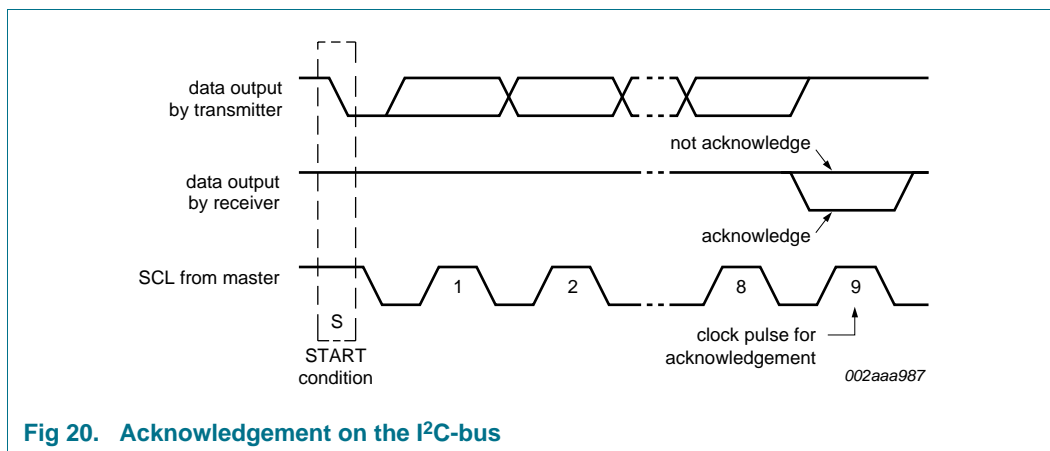 data output
by transmitter
not acknowledge
data output
by receiver
acknowledge
SCL from master
1
2
8
9
S
START
condition
clock pulse for
acknowledgement
002aaa987
Fig 20. Acknowledgement on the I²C-bus